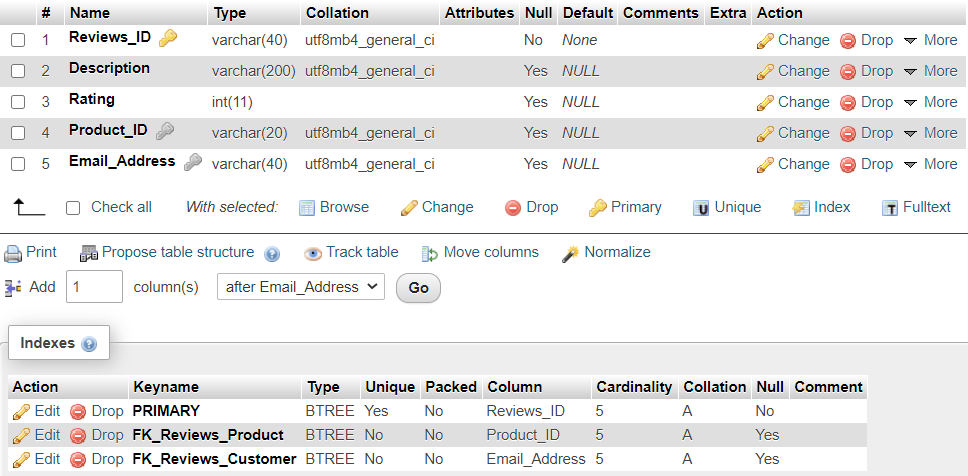 # Name Type Collation Attributes Null Default Comments Extra Action
1 Reviews_ID varchar(40) utf8mb4_general_ci No None Change Drop More
2 Description varchar(200) utf8mb4_general_ci Yes NULL Change Drop More
3 Rating int(11) Yes NULL Change Drop More
4 Product_ID varchar(20) utf8mb4_general_ci Yes NULL Change Drop More
5 Email_Address varchar(40) utf8mb4_general_ci Yes NULL Change Drop More
Check all With selected: Browse Change Drop Primary Unique Index Fulltext
Print Propose table structure Track table Move columns Normalize
Add 1 column(s) after Email_Address Go
Indexes
Action Keyname Type Unique Packed Column Cardinality Collation Null Comment
Edit Drop PRIMARY BTREE Yes No Reviews_ID 5 A No
Edit Drop FK_Reviews_Product BTREE No No Product_ID 5 A Yes
Edit Drop FK_Reviews_Customer BTREE No No Email_Address 5 A Yes